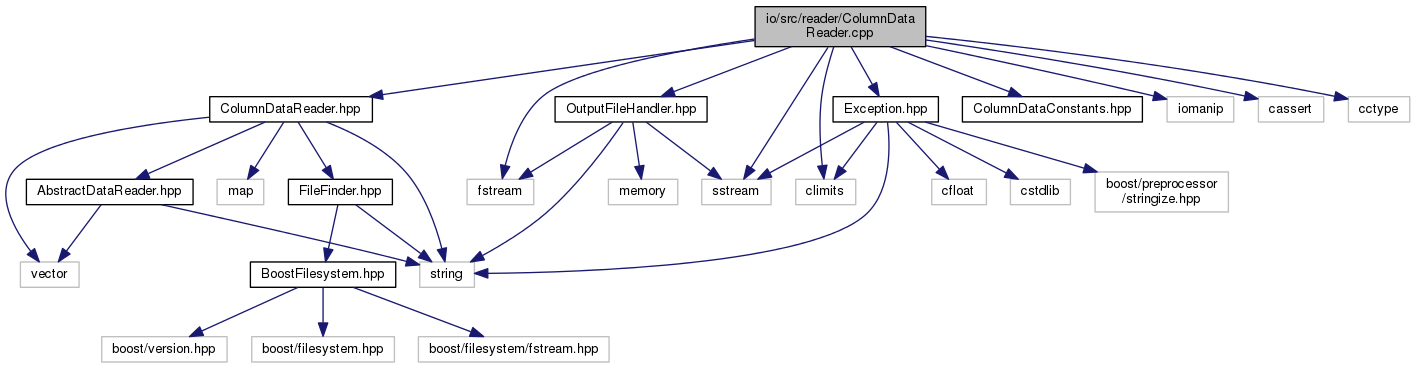 io/src/reader/ColumnData
Reader.cpp
ColumnDataReader.hpp
OutputFileHandler.hpp
Exception.hpp
ColumnDataConstants.hpp
iomanip
cassert
cctype
AbstractDataReader.hpp
map
FileFinder.hpp
fstream
memory
sstream
climits
cfloat
cstdlib
boost/preprocessor
/stringize.hpp
vector
BoostFilesystem.hpp
string
boost/version.hpp
boost/filesystem.hpp
boost/filesystem/fstream.hpp